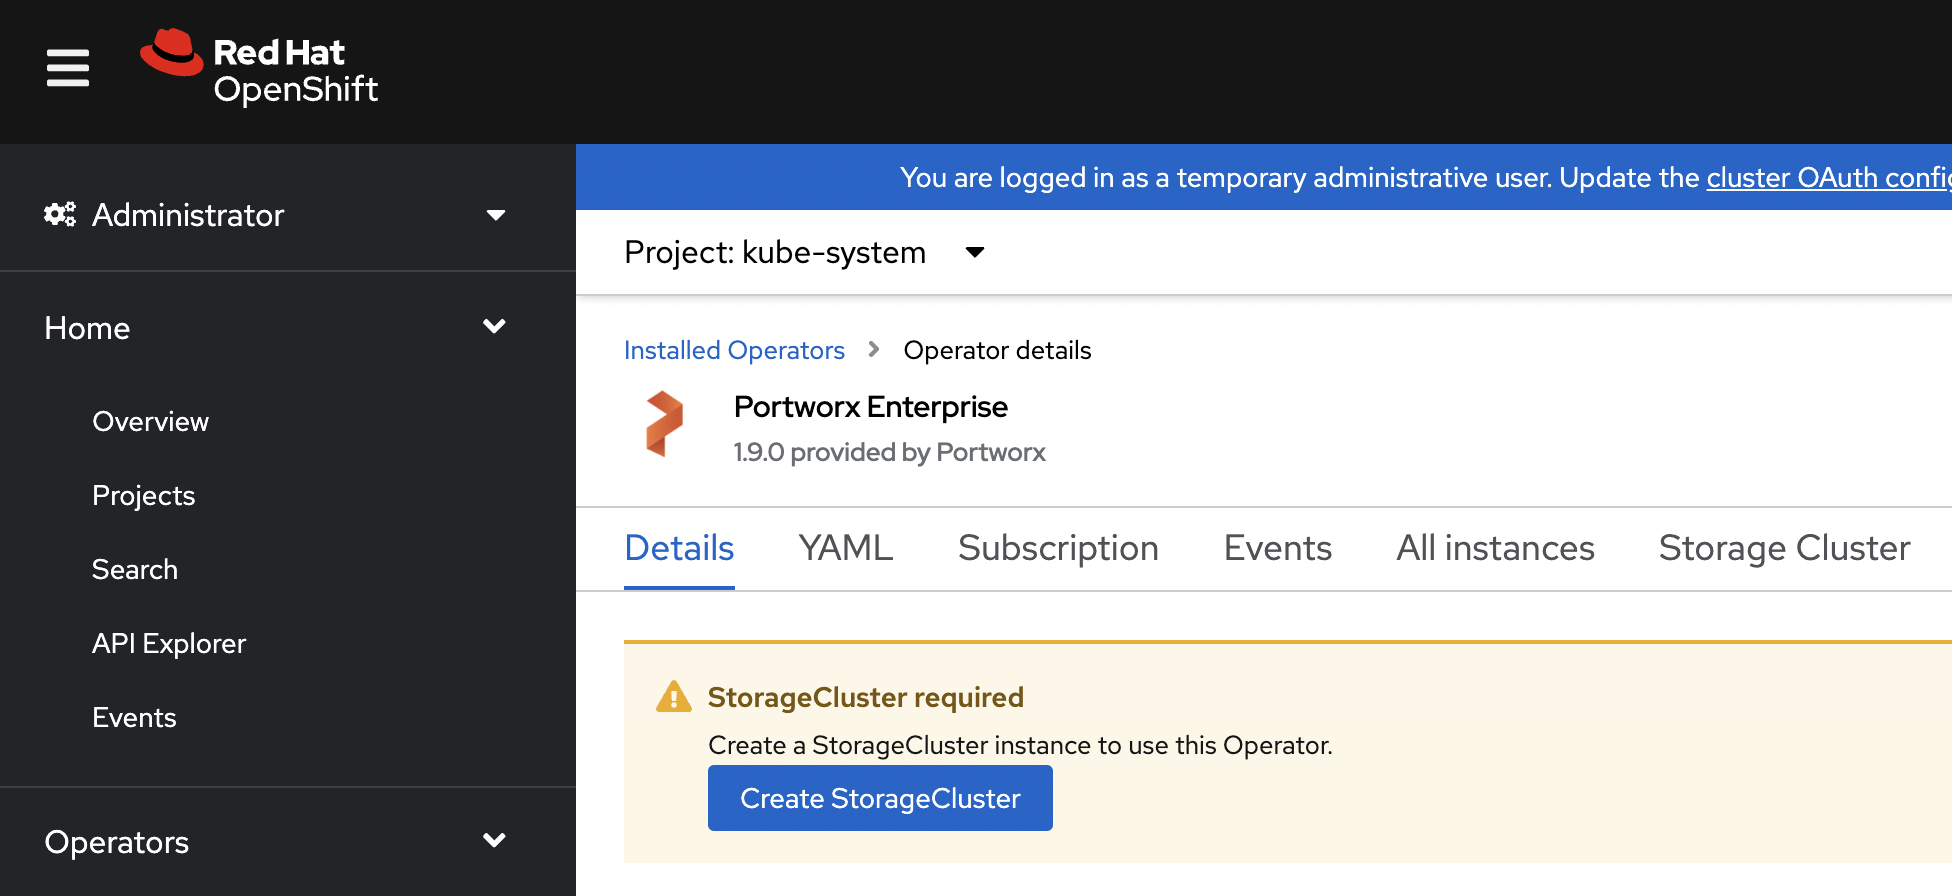 Red Hat
OpenShift
You are logged in as a temporary administrative user. Update the cluster OAuth config
Administrator
Home
Overview
Projects
Search
API Explorer
Events
Operators
Project: kube-system
Installed Operators
Operator details
Portworx Enterprise
1.9.0 provided by Portworx
Details
YAML
Subscription
Events
All instances
Storage Cluster
StorageCluster required
Create a StorageCluster instance to use this Operator.
Create StorageCluster